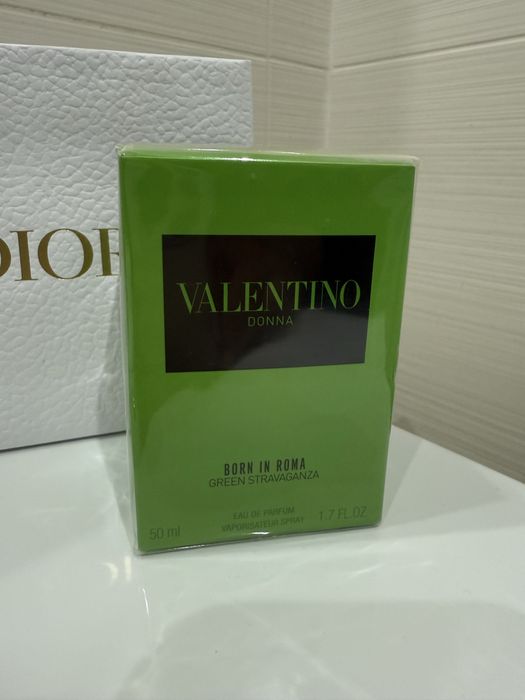 DIOR
VALENTINO
DONNA
BORN IN ROMA
GREEN STRAVAGANZA
EAU DE PARFUM
VAPORISATEUR SPRAY
50 ml
1.7 FL.OZ